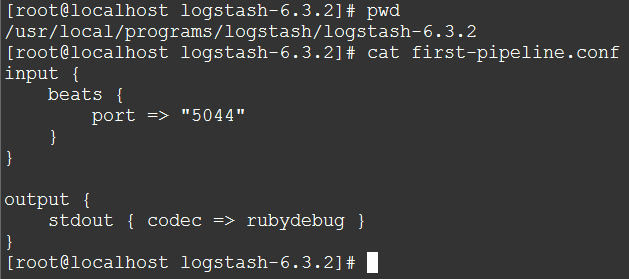 [root@localhost logstash-6.3.2]# pwd
/usr/local/programs/logstash/logstash-6.3.2
[root@localhost logstash-6.3.2]# cat first-pipeline.conf
input {
    beats {
        port => "5044"
    }
}

output {
    stdout { codec => rubydebug }
}
[root@localhost logstash-6.3.2]#